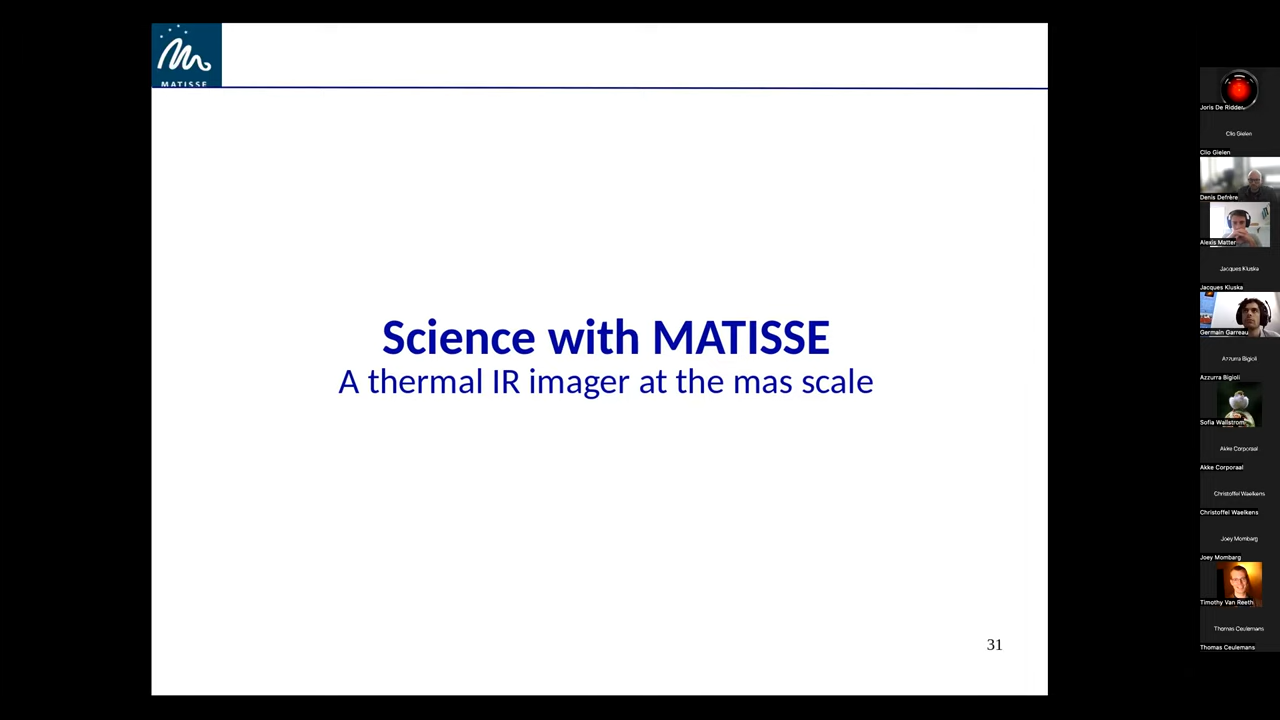 MATISSE
Science with MATISSE
A thermal IR imager at the mas scale
31
Joris De Ridder
Clio Gielen
Clio Gielen
Denis Defrère
Alexis Matter
Jacques Kluska
Jacques Kluska
Germain Garreau
Azzurra Bigioli
Azzurra Bigioli
Sofia Wallstrom
Akke Corporaal
Akke Corporaal
Christoffel Waelkens
Christoffel Waelkens
Joey Mombarg
Joey Mombarg
Timothy Van Reeth
Thomas Ceulemans
Thomas Ceulemans